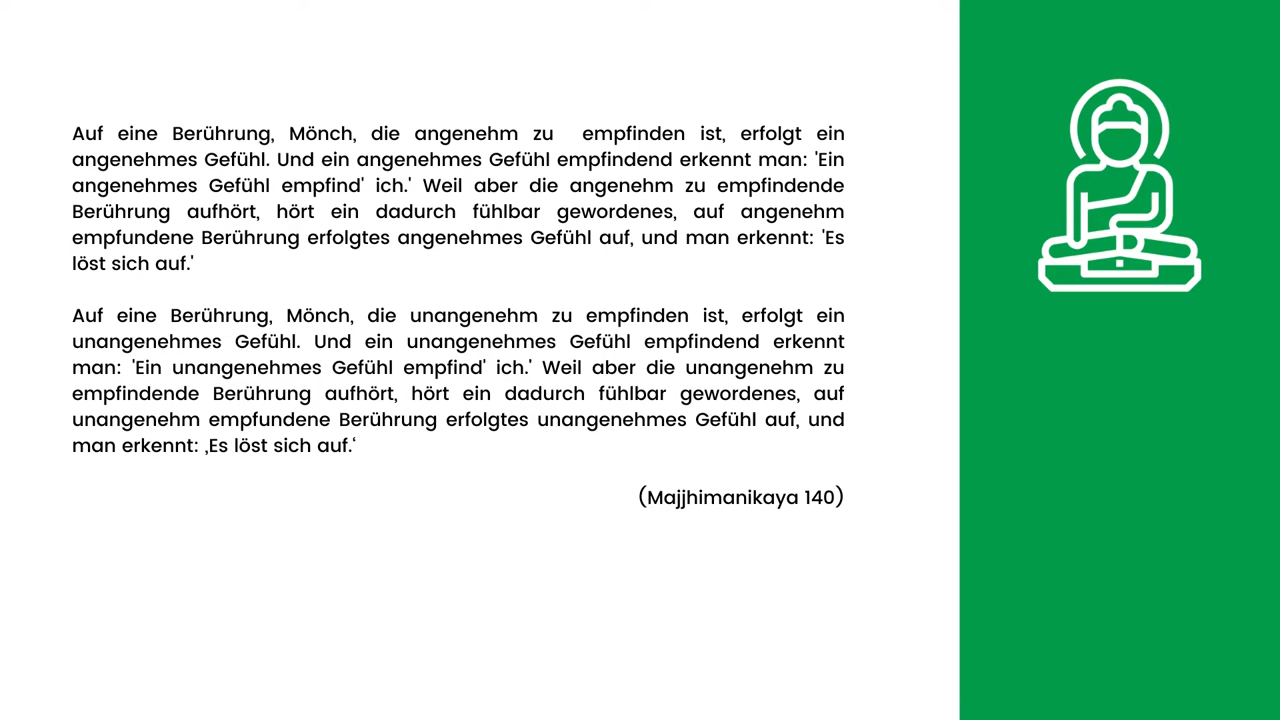 Auf eine Berührung, Mönch, die angenehm zu empfinden ist, erfolgt ein
angenehmes Gefühl. Und ein angenehmes Gefühl empfindend erkennt man: 'Ein
angenehmes Gefühl empfind' ich.' Weil aber die angenehm zu empfindende
Berührung aufhört, hört ein dadurch fühlbar gewordenes, auf angenehm
empfundene Berührung erfolgtes angenehmes Gefühl auf, und man erkennt: 'Es
löst sich auf.'
Auf eine Berührung, Mönch, die unangenehm zu empfinden ist, erfolgt ein
unangenehmes Gefühl. Und ein unangenehmes Gefühl empfindend erkennt
man: 'Ein unangenehmes Gefühl empfind' ich.' Weil aber die unangenehm zu
empfindende Berührung aufhört, hört ein dadurch fühlbar gewordenes, auf
unangenehm empfundene Berührung erfolgtes unangenehmes Gefühl auf, und
man erkennt: ‚Es löst sich auf.‘
(Majjhimanikaya 140)